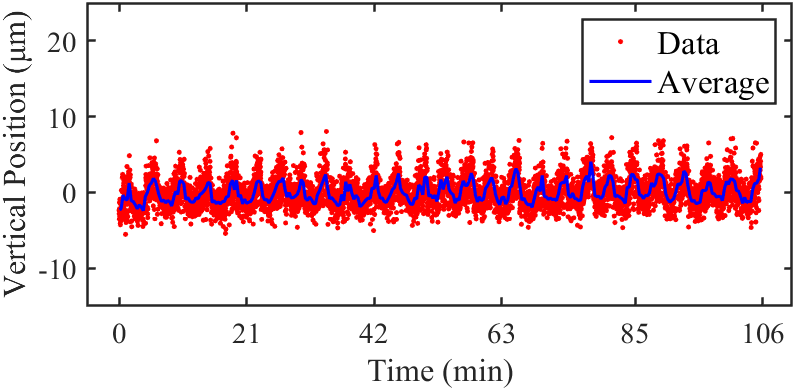 Vertical Position (μm)
20
10
0
-10
Data
Average
0 21 42 63 85 106
Time (min)